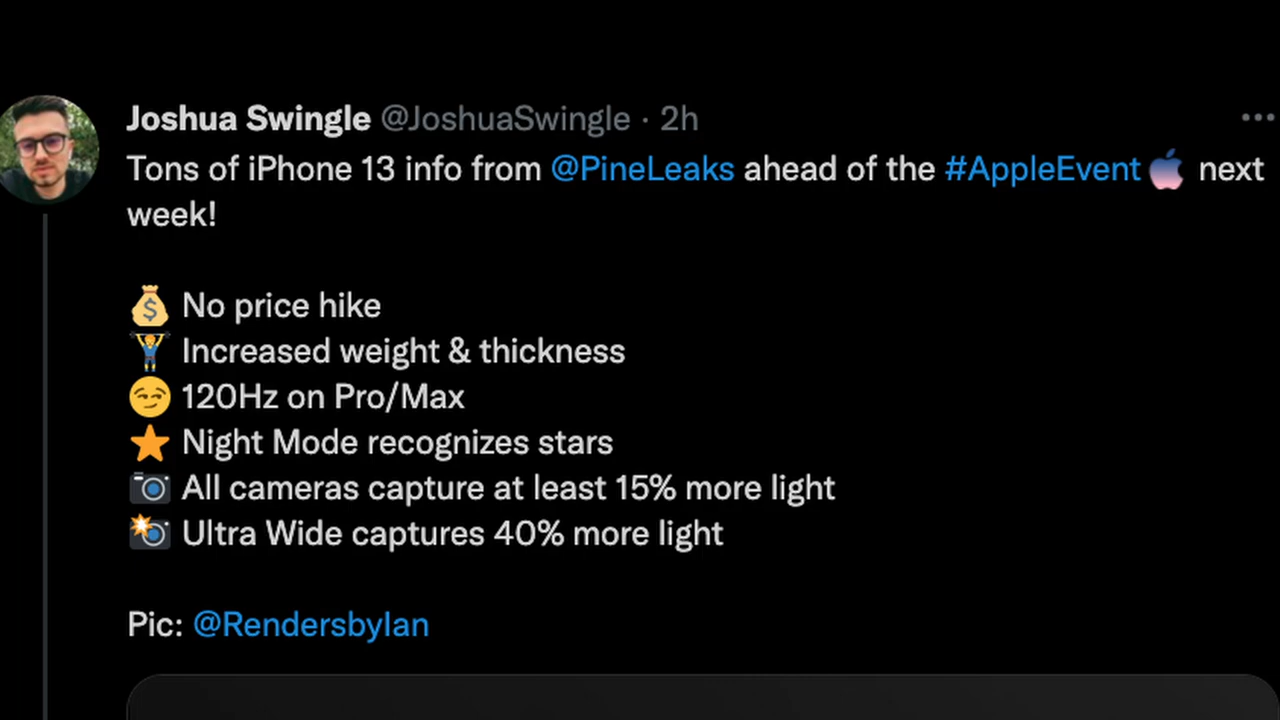 Joshua Swingle @JoshuaSwingle · 2h
Tons of iPhone 13 info from @PineLeaks ahead of the #AppleEvent next
week!
No price hike
Increased weight & thickness
120Hz on Pro/Max
Night Mode recognizes stars
All cameras capture at least 15% more light
Ultra Wide captures 40% more light
Pic: @RendersbyIan